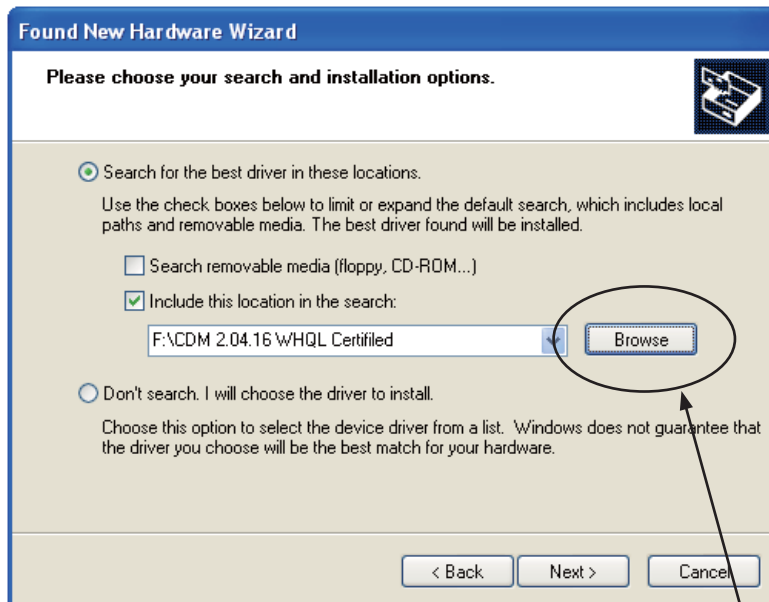 Found New Hardware Wizard
Please choose your search and installation options.
Search for the best driver in these locations.
Use the check boxes below to limit or expand the default search, which includes local
paths and removable media. The best driver found will be installed.
Search removable media (floppy, CD-ROM...)
Include this location in the search:
F:\CDM 2.04.16 WHQL Certifiled
Browse
Don't search. I will choose the driver to install.
Choose this option to select the device driver from a list. Windows does not guarantee that
the driver you choose will be the best match for your hardware.
< Back Next > Cancel